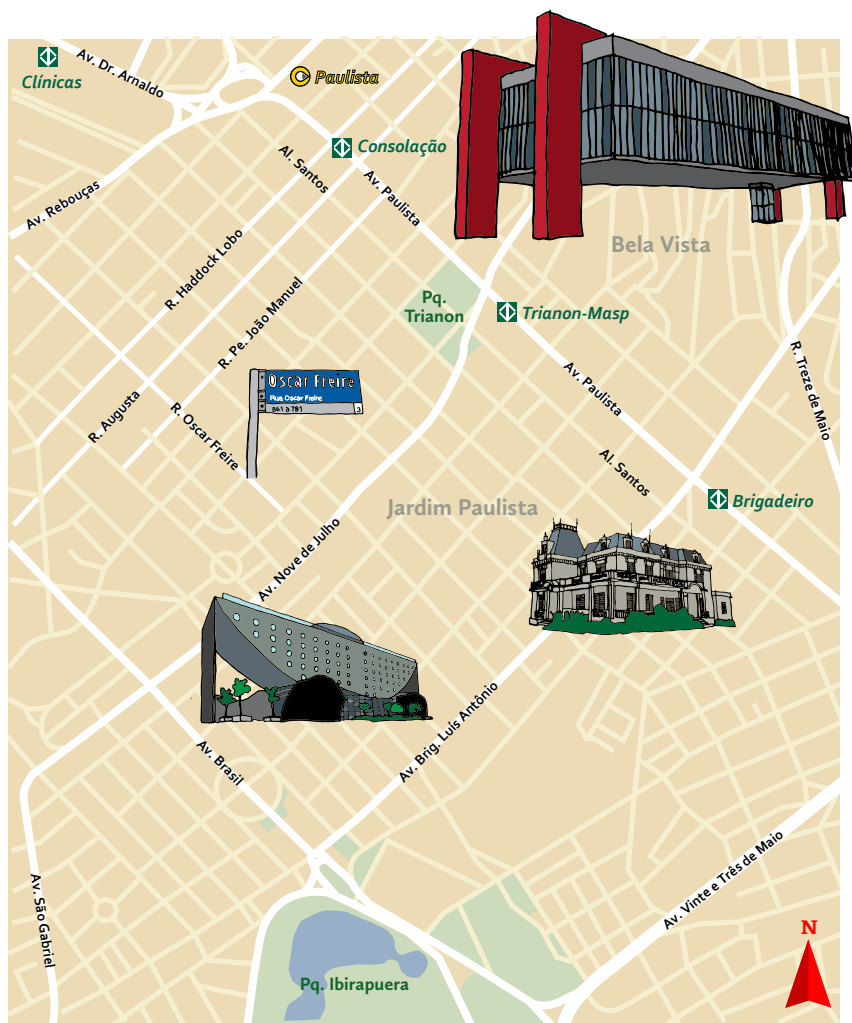 Clínicas
Av. Dr. Arnaldo
Paulista
Consolação
Al. Santos
Av. Paulista
Av. Rebouças
Bela Vista
R. Haddock Lobo
Pq.
Trianon
R. Pe. João Manuel
Trianon-Masp
R. Treze de Maio
Av. Paulista
Oscar Freire
Rua Oscar Freire
861 a 781
3
R. Augusta
R. Oscar Freire
Al. Santos
Brigadeiro
Jardim Paulista
Av. Nove de Julho
Av. Brig. Luís Antônio
Av. Brasil
Av. Vinte e Três de Maio
Av. São Gabriel
N
Pq. Ibirapuera